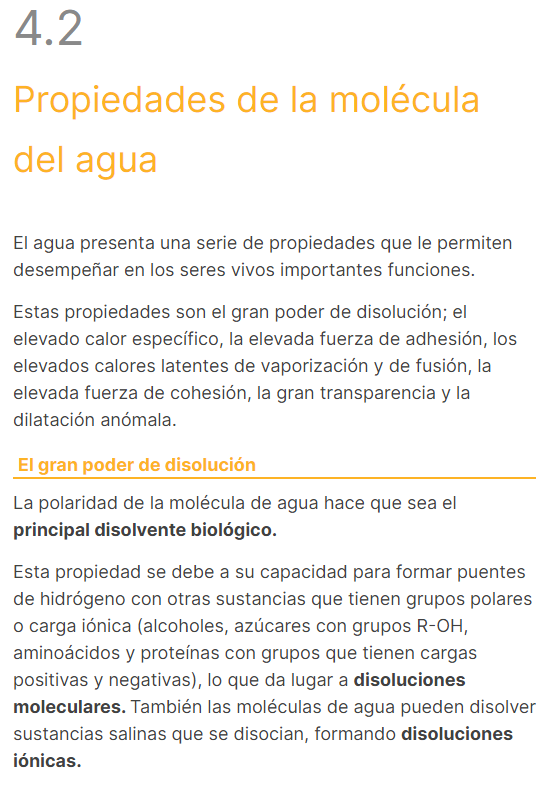 4.2
Propiedades de la molécula
del agua
El agua presenta una serie de propiedades que le permiten
desempeñar en los seres vivos importantes funciones.
Estas propiedades son el gran poder de disolución; el
elevado calor específico, la elevada fuerza de adhesión, los
elevados calores latentes de vaporización y de fusión, la
elevada fuerza de cohesión, la gran transparencia y la
dilatación anómala.
El gran poder de disolución
La polaridad de la molécula de agua hace que sea el
principal disolvente biológico.
Esta propiedad se debe a su capacidad para formar puentes
de hidrógeno con otras sustancias que tienen grupos polares
o carga iónica (alcoholes, azúcares con grupos R-OH,
aminoácidos y proteínas con grupos que tienen cargas
positivas y negativas), lo que da lugar a disoluciones
moleculares. También las moléculas de agua pueden disolver
sustancias salinas que se disocian, formando disoluciones
iónicas.